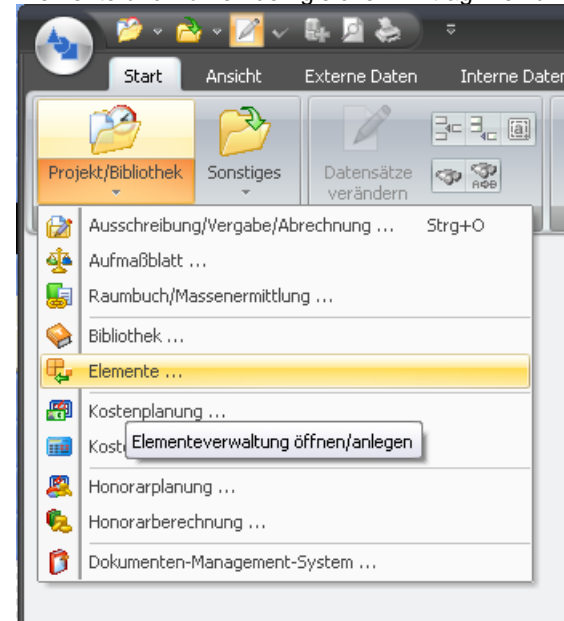 Start Ansicht Externe Daten Interne Date
Projekt/Bibliothek Sonstiges Datensätze
verändern
Ausschreibung/Vergabe/Abrechnung ... Strg+O
Aufmaßblatt ...
Raumbuch/Massenermittlung ...
Bibliothek ...
Elemente ...
Kostenplanung ...
Elementeverwaltung öffnen/anlegen
Honorarplanung ...
Honorarberechnung ...
Dokumenten-Management-System ...